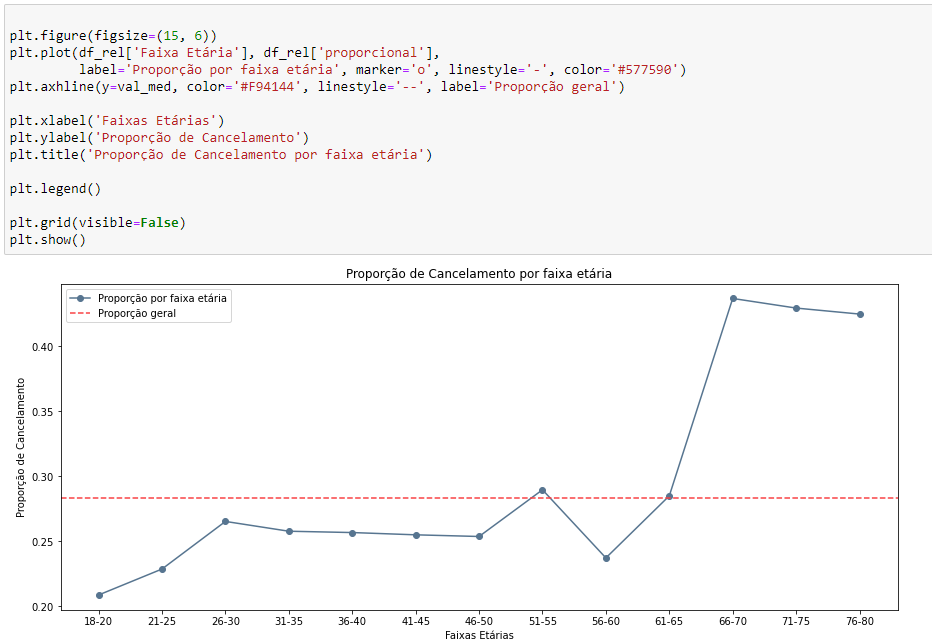 plt.figure(figsize=(15, 6))
plt.plot(df_rel['Faixa Etária'], df_rel['proporcional'],
         label='Proporção por faixa etária', marker='o', linestyle='-', color='#577590')
plt.axhline(y=val_med, color='#F94144', linestyle='--', label='Proporção geral')
plt.xlabel('Faixas Etárias')
plt.ylabel('Proporção de Cancelamento')
plt.title('Proporção de Cancelamento por faixa etária')
plt.legend()
plt.grid(visible=False)
plt.show()
Proporção de Cancelamento por faixa etária
Proporção por faixa etária
Proporção geral
Proporção de Cancelamento
0.40
0.35
0.30
0.25
0.20
18-20 21-25 26-30 31-35 36-40 41-45 46-50 51-55 56-60 61-65 66-70 71-75 76-80
Faixas Etárias